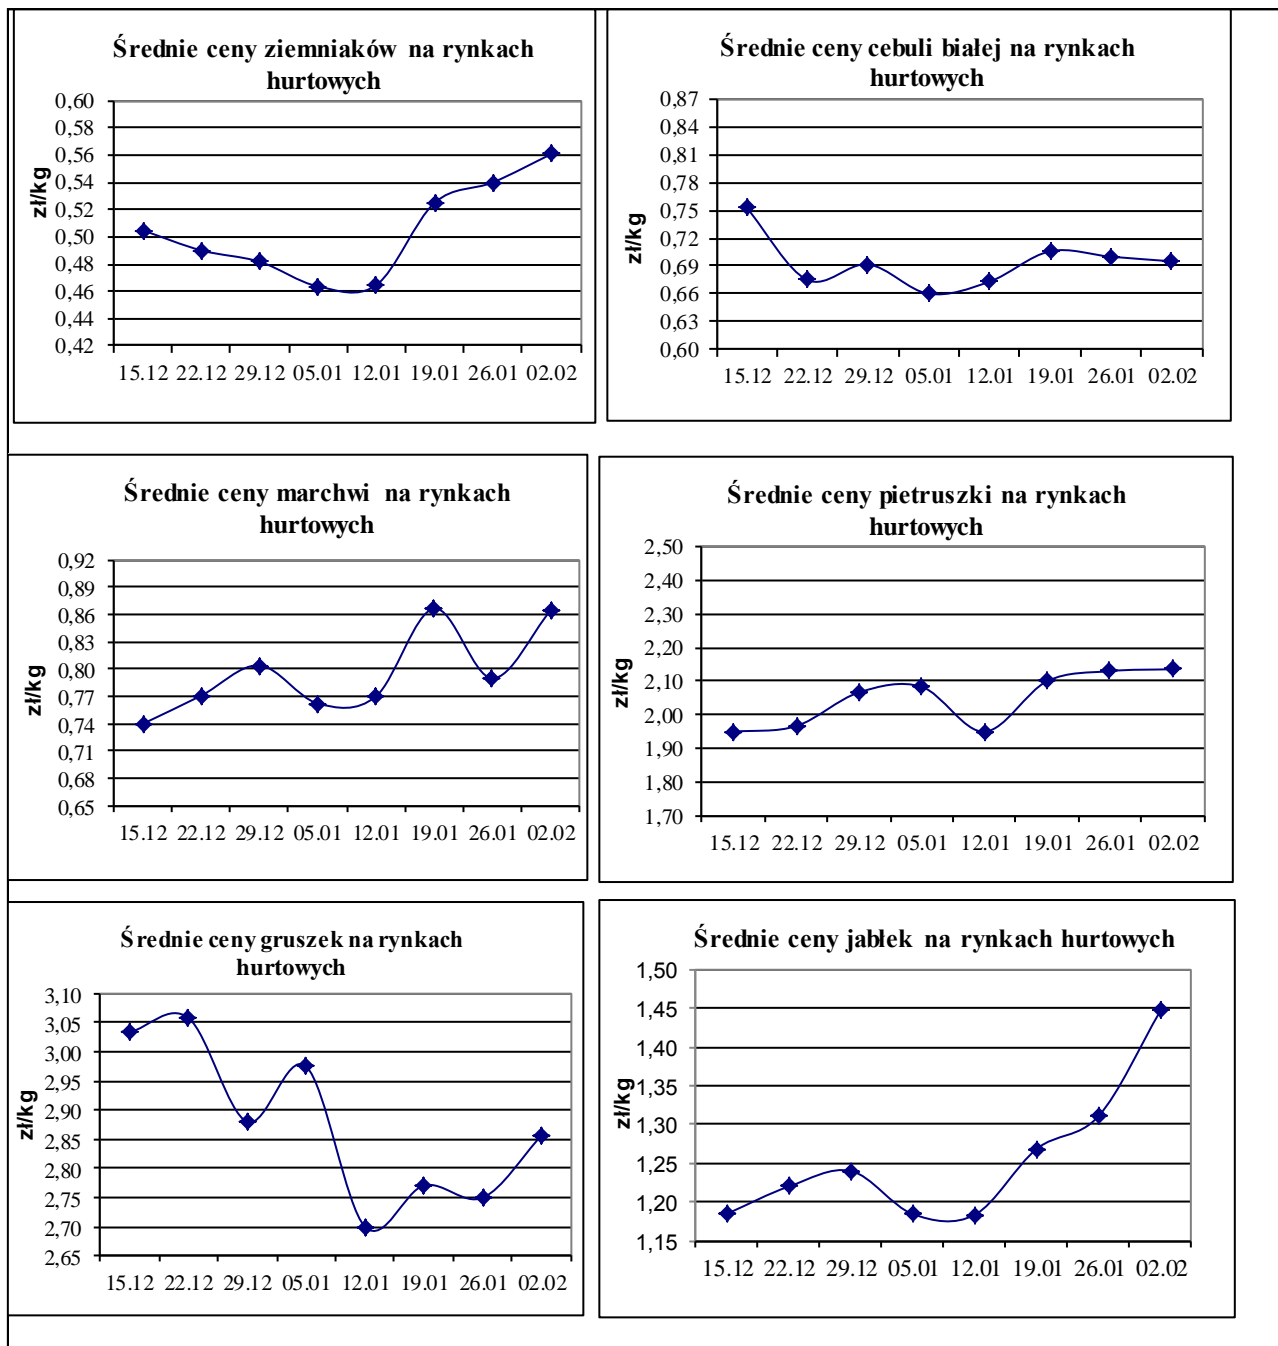 Średnie ceny ziemniaków na rynkach
hurtowych
zł/kg
0,60
0,58
0,56
0,54
0,52
0,50
0,48
0,46
0,44
0,42
15.12 22.12 29.12 05.01 12.01 19.01 26.01 02.02
Średnie ceny cebuli białej na rynkach
hurtowych
zł/kg
0,87
0,84
0,81
0,78
0,75
0,72
0,69
0,66
0,63
0,60
15.12 22.12 29.12 05.01 12.01 19.01 26.01 02.02
Średnie ceny marchwi na rynkach
hurtowych
zł/kg
0,92
0,89
0,86
0,83
0,80
0,77
0,74
0,71
0,68
0,65
15.12 22.12 29.12 05.01 12.01 19.01 26.01 02.02
Średnie ceny pietruszki na rynkach
hurtowych
zł/kg
2,50
2,40
2,30
2,20
2,10
2,00
1,90
1,80
1,70
15.12 22.12 29.12 05.01 12.01 19.01 26.01 02.02
Średnie ceny gruszek na rynkach
hurtowych
zł/kg
3,10
3,05
3,00
2,95
2,90
2,85
2,80
2,75
2,70
2,65
15.12 22.12 29.12 05.01 12.01 19.01 26.01 02.02
Średnie ceny jabłek na rynkach hurtowych
zł/kg
1,50
1,45
1,40
1,35
1,30
1,25
1,20
1,15
15.12 22.12 29.12 05.01 12.01 19.01 26.01 02.02